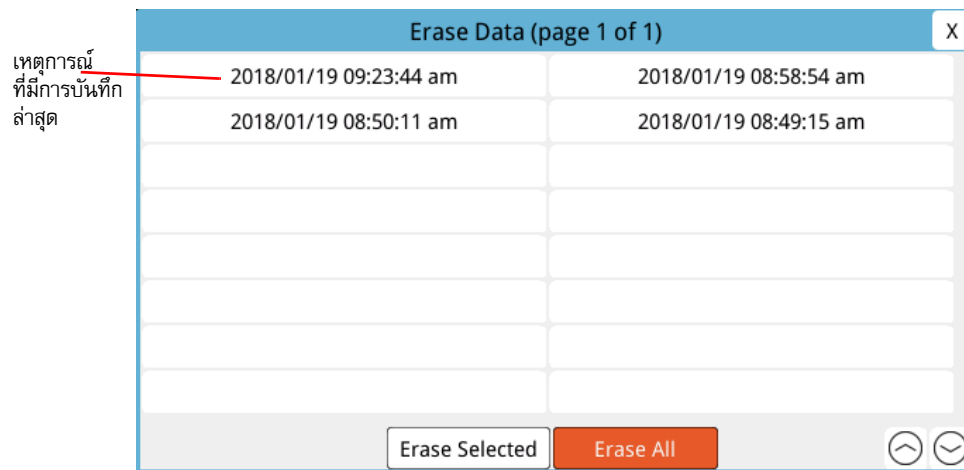 Erase Data (page 1 of 1)
X
เหตุการณ์
ที่มีการบันทึก
ล่าสุด
2018/01/19 09:23:44 am
2018/01/19 08:58:54 am
2018/01/19 08:50:11 am
2018/01/19 08:49:15 am
Erase Selected
Erase All